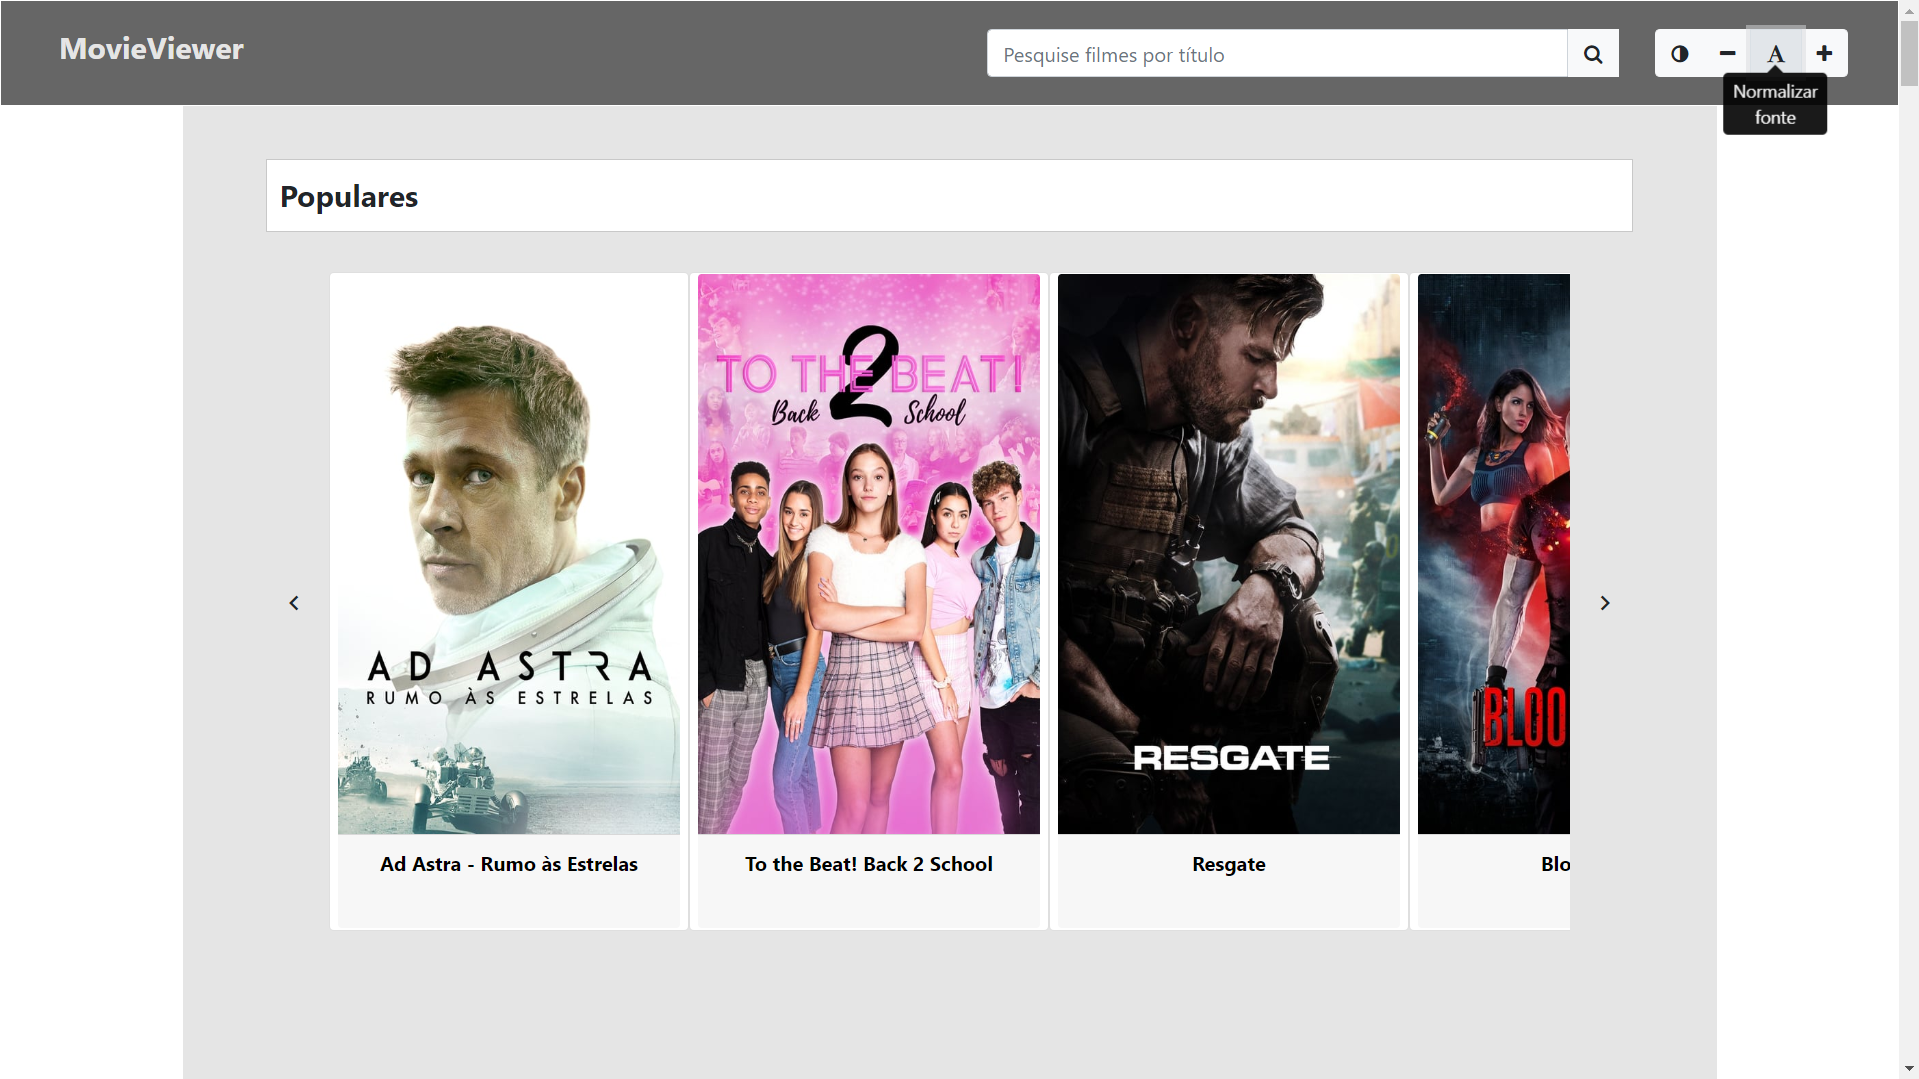 MovieViewer
Pesquise filmes por título
A
Normalizar
fonte
Populares
AD ASTRA
RUMO ÀS ESTRELAS
TO THE BEAT!
Back 2 School
RESGATE
BLOO
Ad Astra - Rumo às Estrelas
To the Beat! Back 2 School
Resgate
Blo